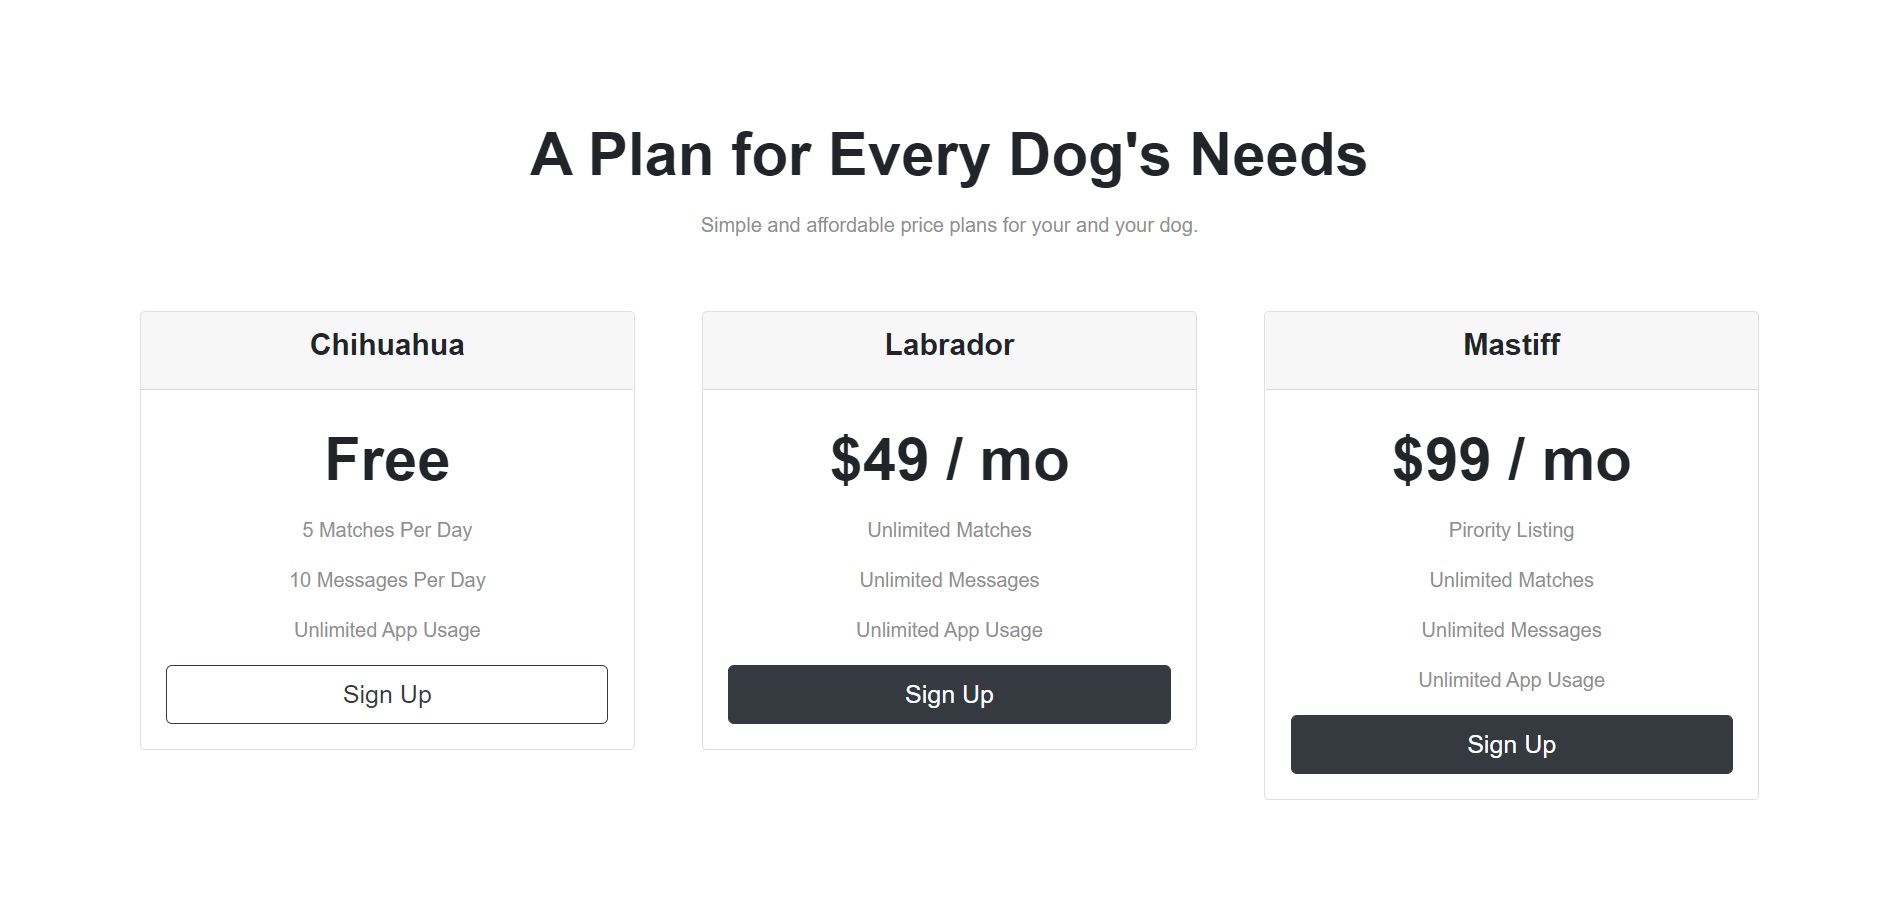 A Plan for Every Dog's Needs
Simple and affordable price plans for your and your dog.
Chihuahua
Free
5 Matches Per Day
10 Messages Per Day
Unlimited App Usage
Sign Up
Labrador
$49 / mo
Unlimited Matches
Unlimited Messages
Unlimited App Usage
Sign Up
Mastiff
$99 / mo
Pirority Listing
Unlimited Matches
Unlimited Messages
Unlimited App Usage
Sign Up